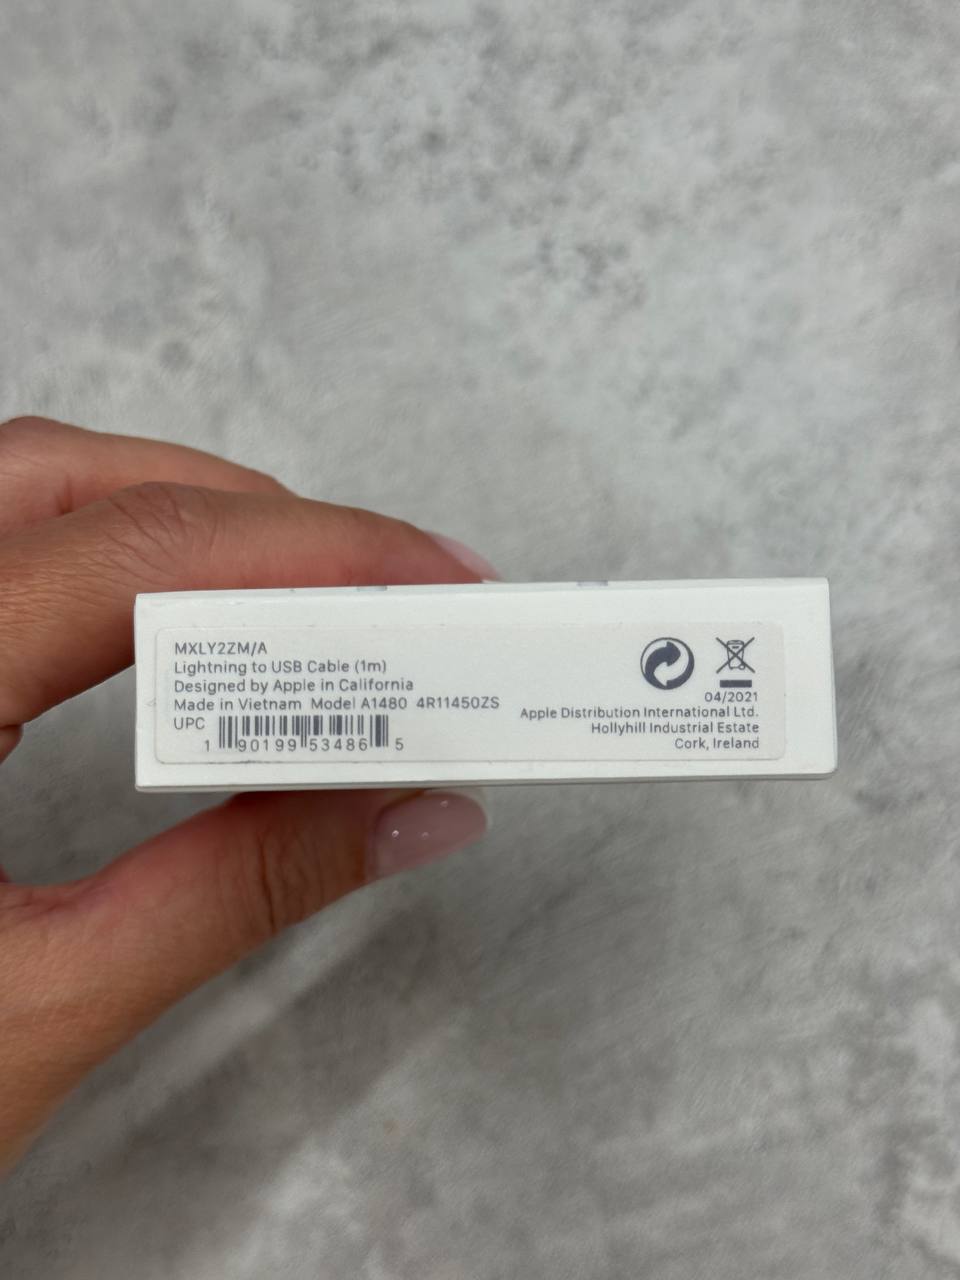 MXLY2ZM/A
Lightning to USB Cable (1m)
Designed by Apple in California
Made in Vietnam Model A1480 4R11450ZS
UPC
1 90199 53486 5
04/2021
Apple Distribution International Ltd.
Hollyhill Industrial Estate
Cork, Ireland